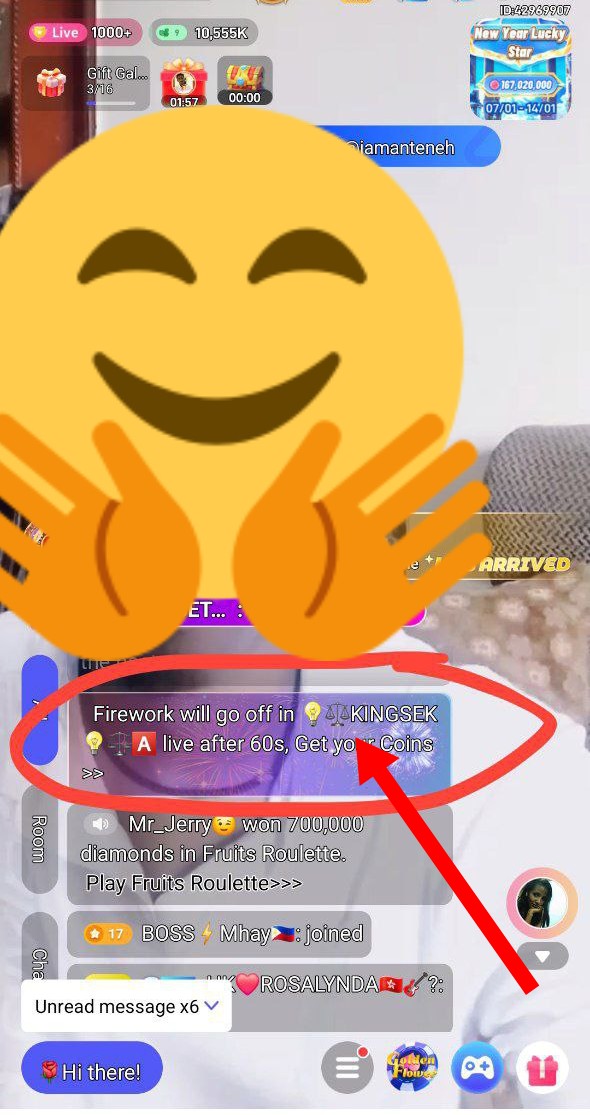 ID:42969907
Live 1000+ 9 10,555K
New Year Lucky
Star
167,020,000
07/01 - 14/01
Gift Gal...
3/16
01:57
00:00
@iamanteneh
ARRIVED
ET... :
Firework will go off in 💡⚖️KINGSEK
💡⚖️🅰️ live after 60s, Get your Coins
>>
Room
Mr_Jerry😉 won 700,000
diamonds in Fruits Roulette.
Play Fruits Roulette>>>
17 BOSS⚡Mhay🇵🇭: joined
Cha
K❤️ROSALYNDA🇭🇰🎸?:
Unread message x6
🌹Hi there!
Golden
Flower